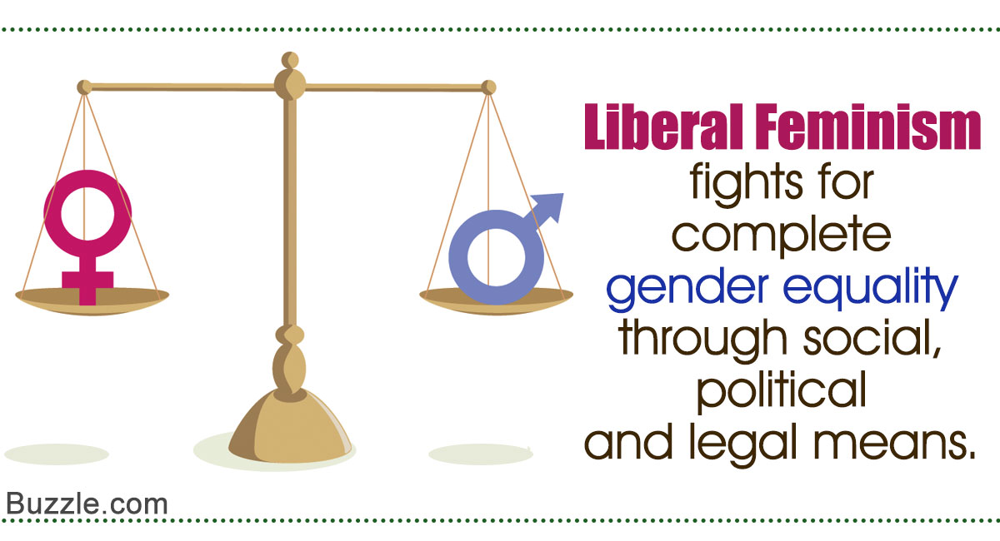 Liberal Feminism
fights for
complete
gender equality
through social,
political
and legal means.
Buzzle.com